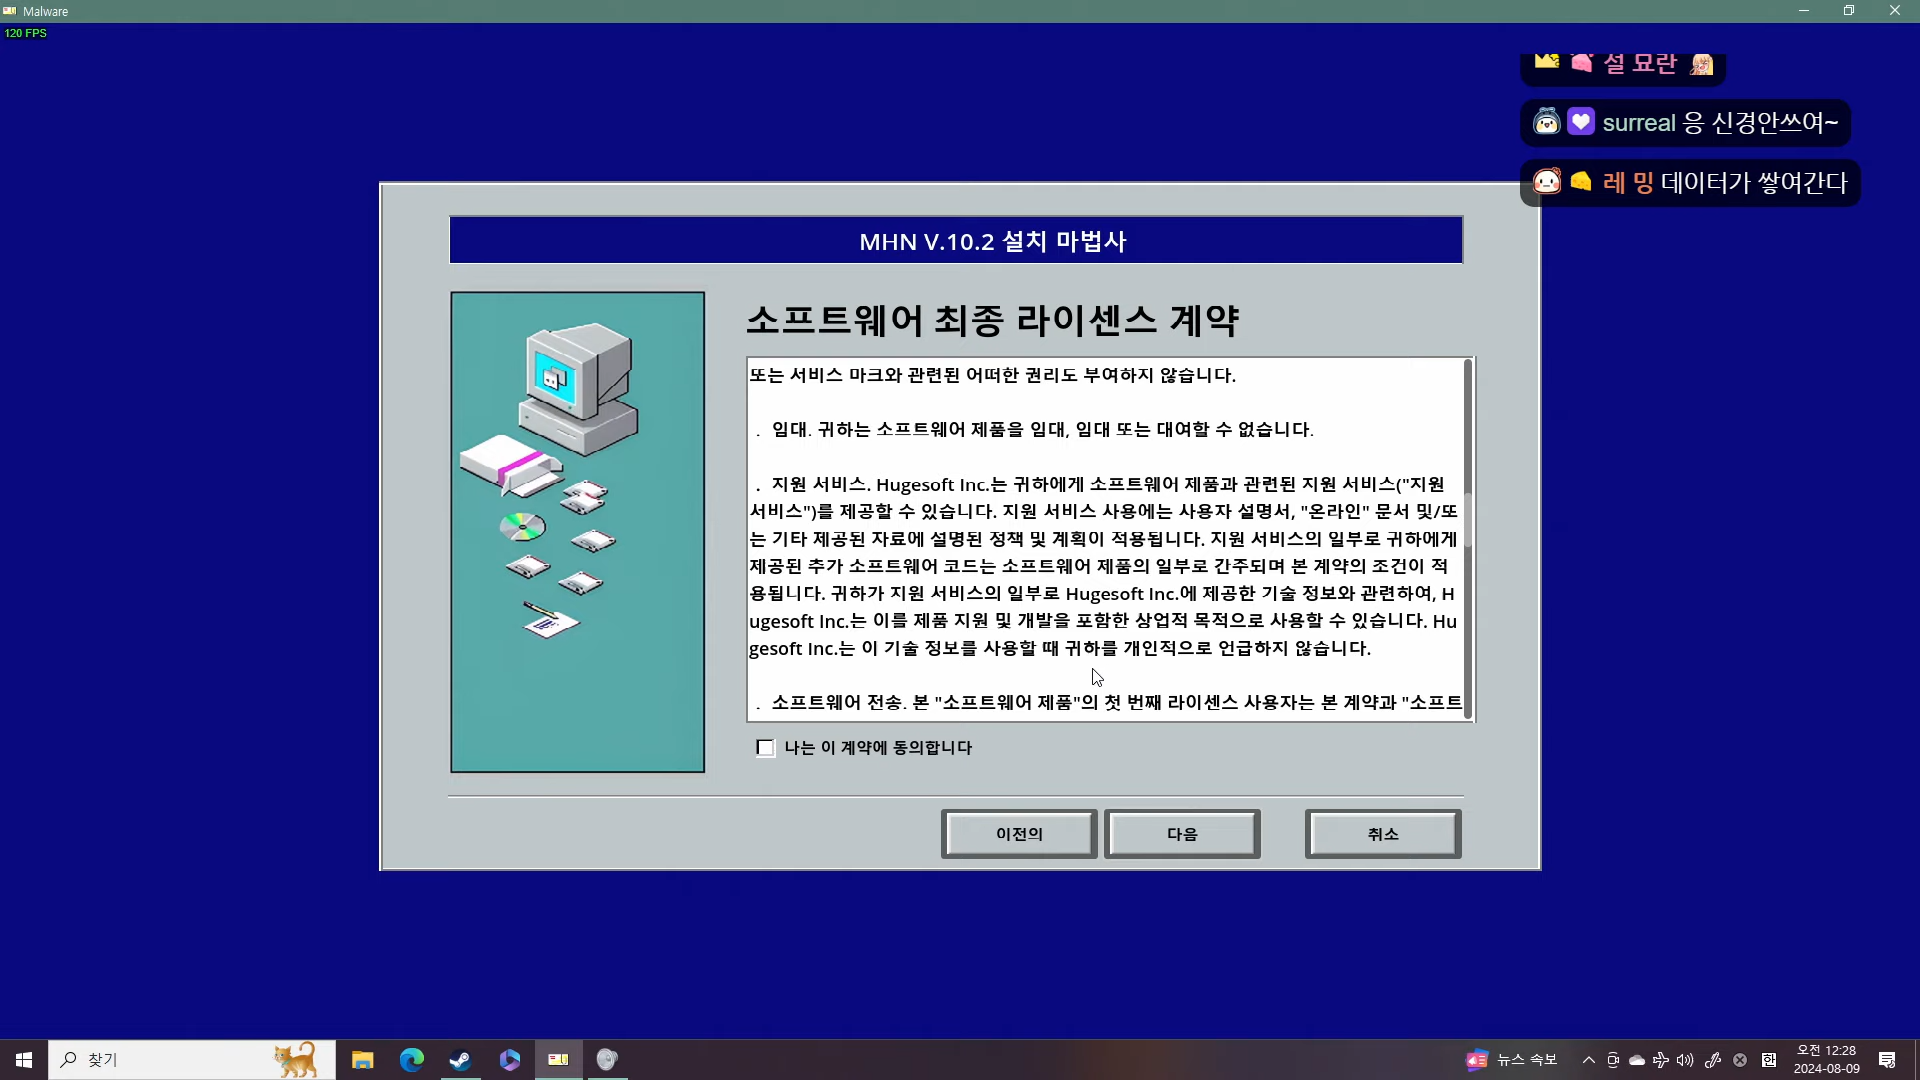 Malware
120 FPS
설 묘란
surreal 응 신경안쓰여~
레 밍 데이터가 쌓여간다
MHN V.10.2 설치 마법사
소프트웨어 최종 라이센스 계약
또는 서비스 마크와 관련된 어떠한 권리도 부여하지 않습니다.
. 임대. 귀하는 소프트웨어 제품을 임대, 임대 또는 대여할 수 없습니다.
. 지원 서비스. Hugesoft Inc.는 귀하에게 소프트웨어 제품과 관련된 지원 서비스("지원
서비스")를 제공할 수 있습니다. 지원 서비스 사용에는 사용자 설명서, "온라인" 문서 및/또
는 기타 제공된 자료에 설명된 정책 및 계획이 적용됩니다. 지원 서비스의 일부로 귀하에게
제공된 추가 소프트웨어 코드는 소프트웨어 제품의 일부로 간주되며 본 계약의 조건이 적
용됩니다. 귀하가 지원 서비스의 일부로 Hugesoft Inc.에 제공한 기술 정보와 관련하여, H
ugesoft Inc.는 이를 제품 지원 및 개발을 포함한 상업적 목적으로 사용할 수 있습니다. Hu
gesoft Inc.는 이 기술 정보를 사용할 때 귀하를 개인적으로 언급하지 않습니다.
. 소프트웨어 전송. 본 "소프트웨어 제품"의 첫 번째 라이센스 사용자는 본 계약과 "소프트
나는 이 계약에 동의합니다
이전의
다음
취소
찾기
뉴스 속보
한
오전 12:28
2024-08-09